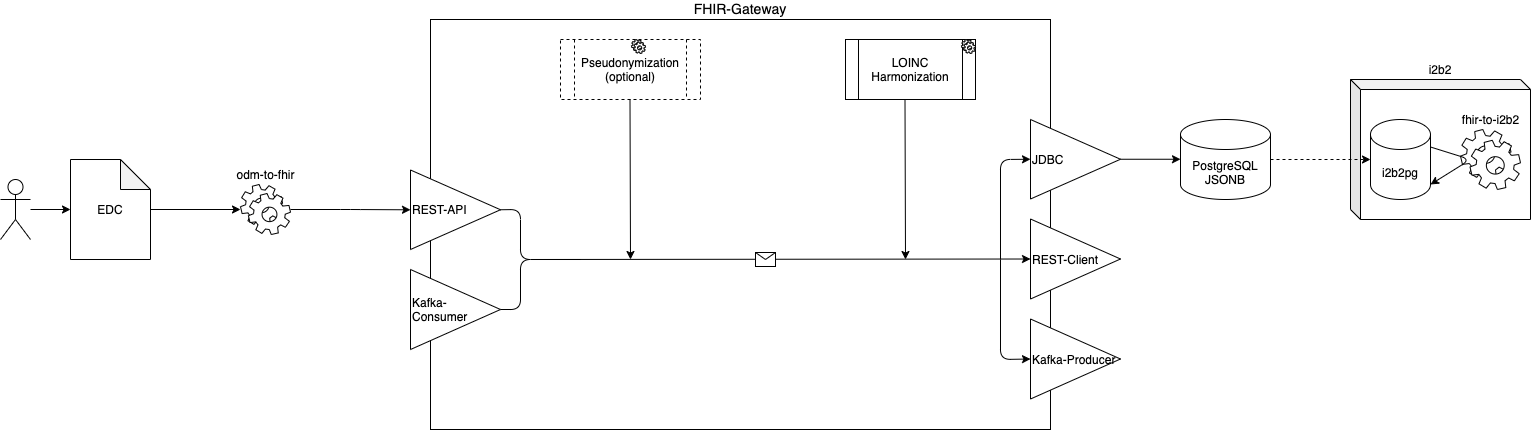 FHIR-Gateway
Pseudonymization
(optional)
LOINC
Harmonization
i2b2
fhir-to-i2b2
JDBC
PostgreSQL
JSONB
i2b2pg
odm-to-fhir
EDC
REST-API
REST-Client
Kafka-
Consumer
Kafka-Producer